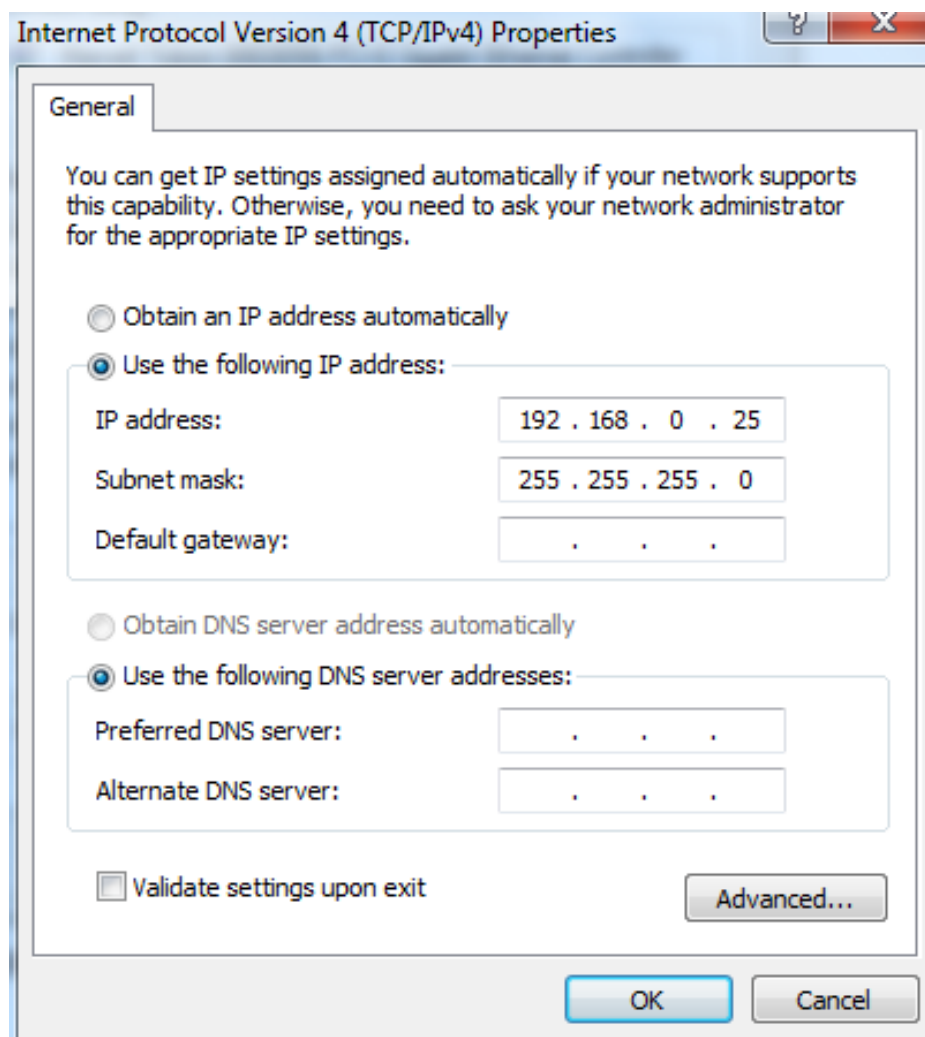 Internet Protocol Version 4 (TCP/IPv4) Properties
?
X
General
You can get IP settings assigned automatically if your network supports
this capability. Otherwise, you need to ask your network administrator
for the appropriate IP settings.
Obtain an IP address automatically
Use the following IP address:
IP address: 192 . 168 . 0 . 25
Subnet mask: 255 . 255 . 255 . 0
Default gateway: . . .
Obtain DNS server address automatically
Use the following DNS server addresses:
Preferred DNS server: . . .
Alternate DNS server: . . .
Validate settings upon exit
Advanced...
OK Cancel